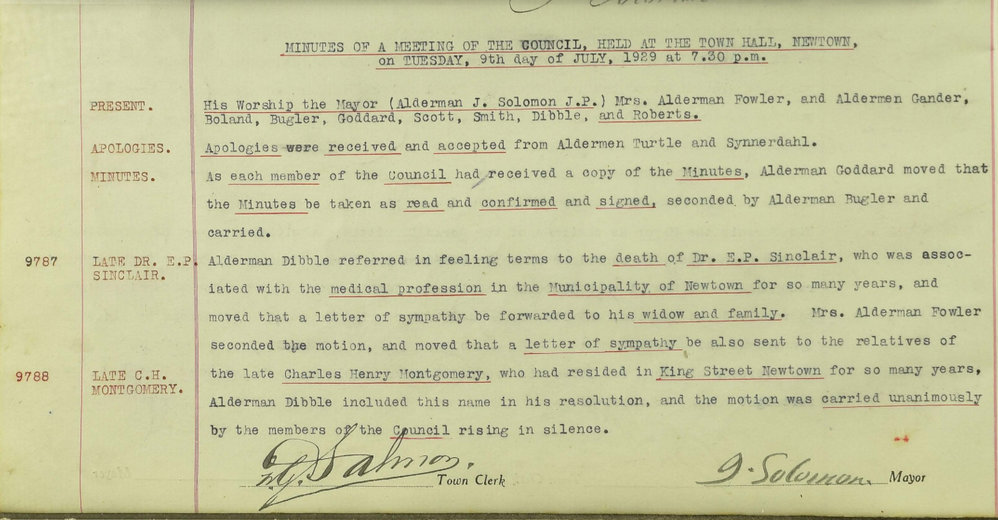 MINUTES OF A MEETING OF THE COUNCIL, HELD AT THE TOWN HALL, NEWTOWN,
on TUESDAY, 9th day of JULY, 1929 at 7.30 p.m.
PRESENT. His Worship the Mayor (Alderman J. Solomon J.P.) Mrs. Alderman Fowler, and Aldermen Gander,
Boland, Bugler, Goddard, Scott, Smith, Dibble, and Roberts.
APOLOGIES. Apologies were received and accepted from Aldermen Turtle and Synnerdahl.
MINUTES. As each member of the Council had received a copy of the Minutes, Alderman Goddard moved that
the Minutes be taken as read and confirmed and signed, seconded by Alderman Bugler and
carried.
9787 LATE DR. E.P. Alderman Dibble referred in feeling terms to the death of Dr. E.P. Sinclair, who was assoc-
SINCLAIR. iated with the medical profession in the Municipality of Newtown for so many years, and
moved that a letter of sympathy be forwarded to his widow and family. Mrs. Alderman Fowler
seconded the motion, and moved that a letter of sympathy be also sent to the relatives of
9788 LATE C.H. the late Charles Henry Montgomery, who had resided in King Street Newtown for so many years,
MONTGOMERY. Alderman Dibble included this name in his resolution, and the motion was carried unanimously
by the members of the Council rising in silence.
Salmon. Town Clerk J. Solomon. Mayor